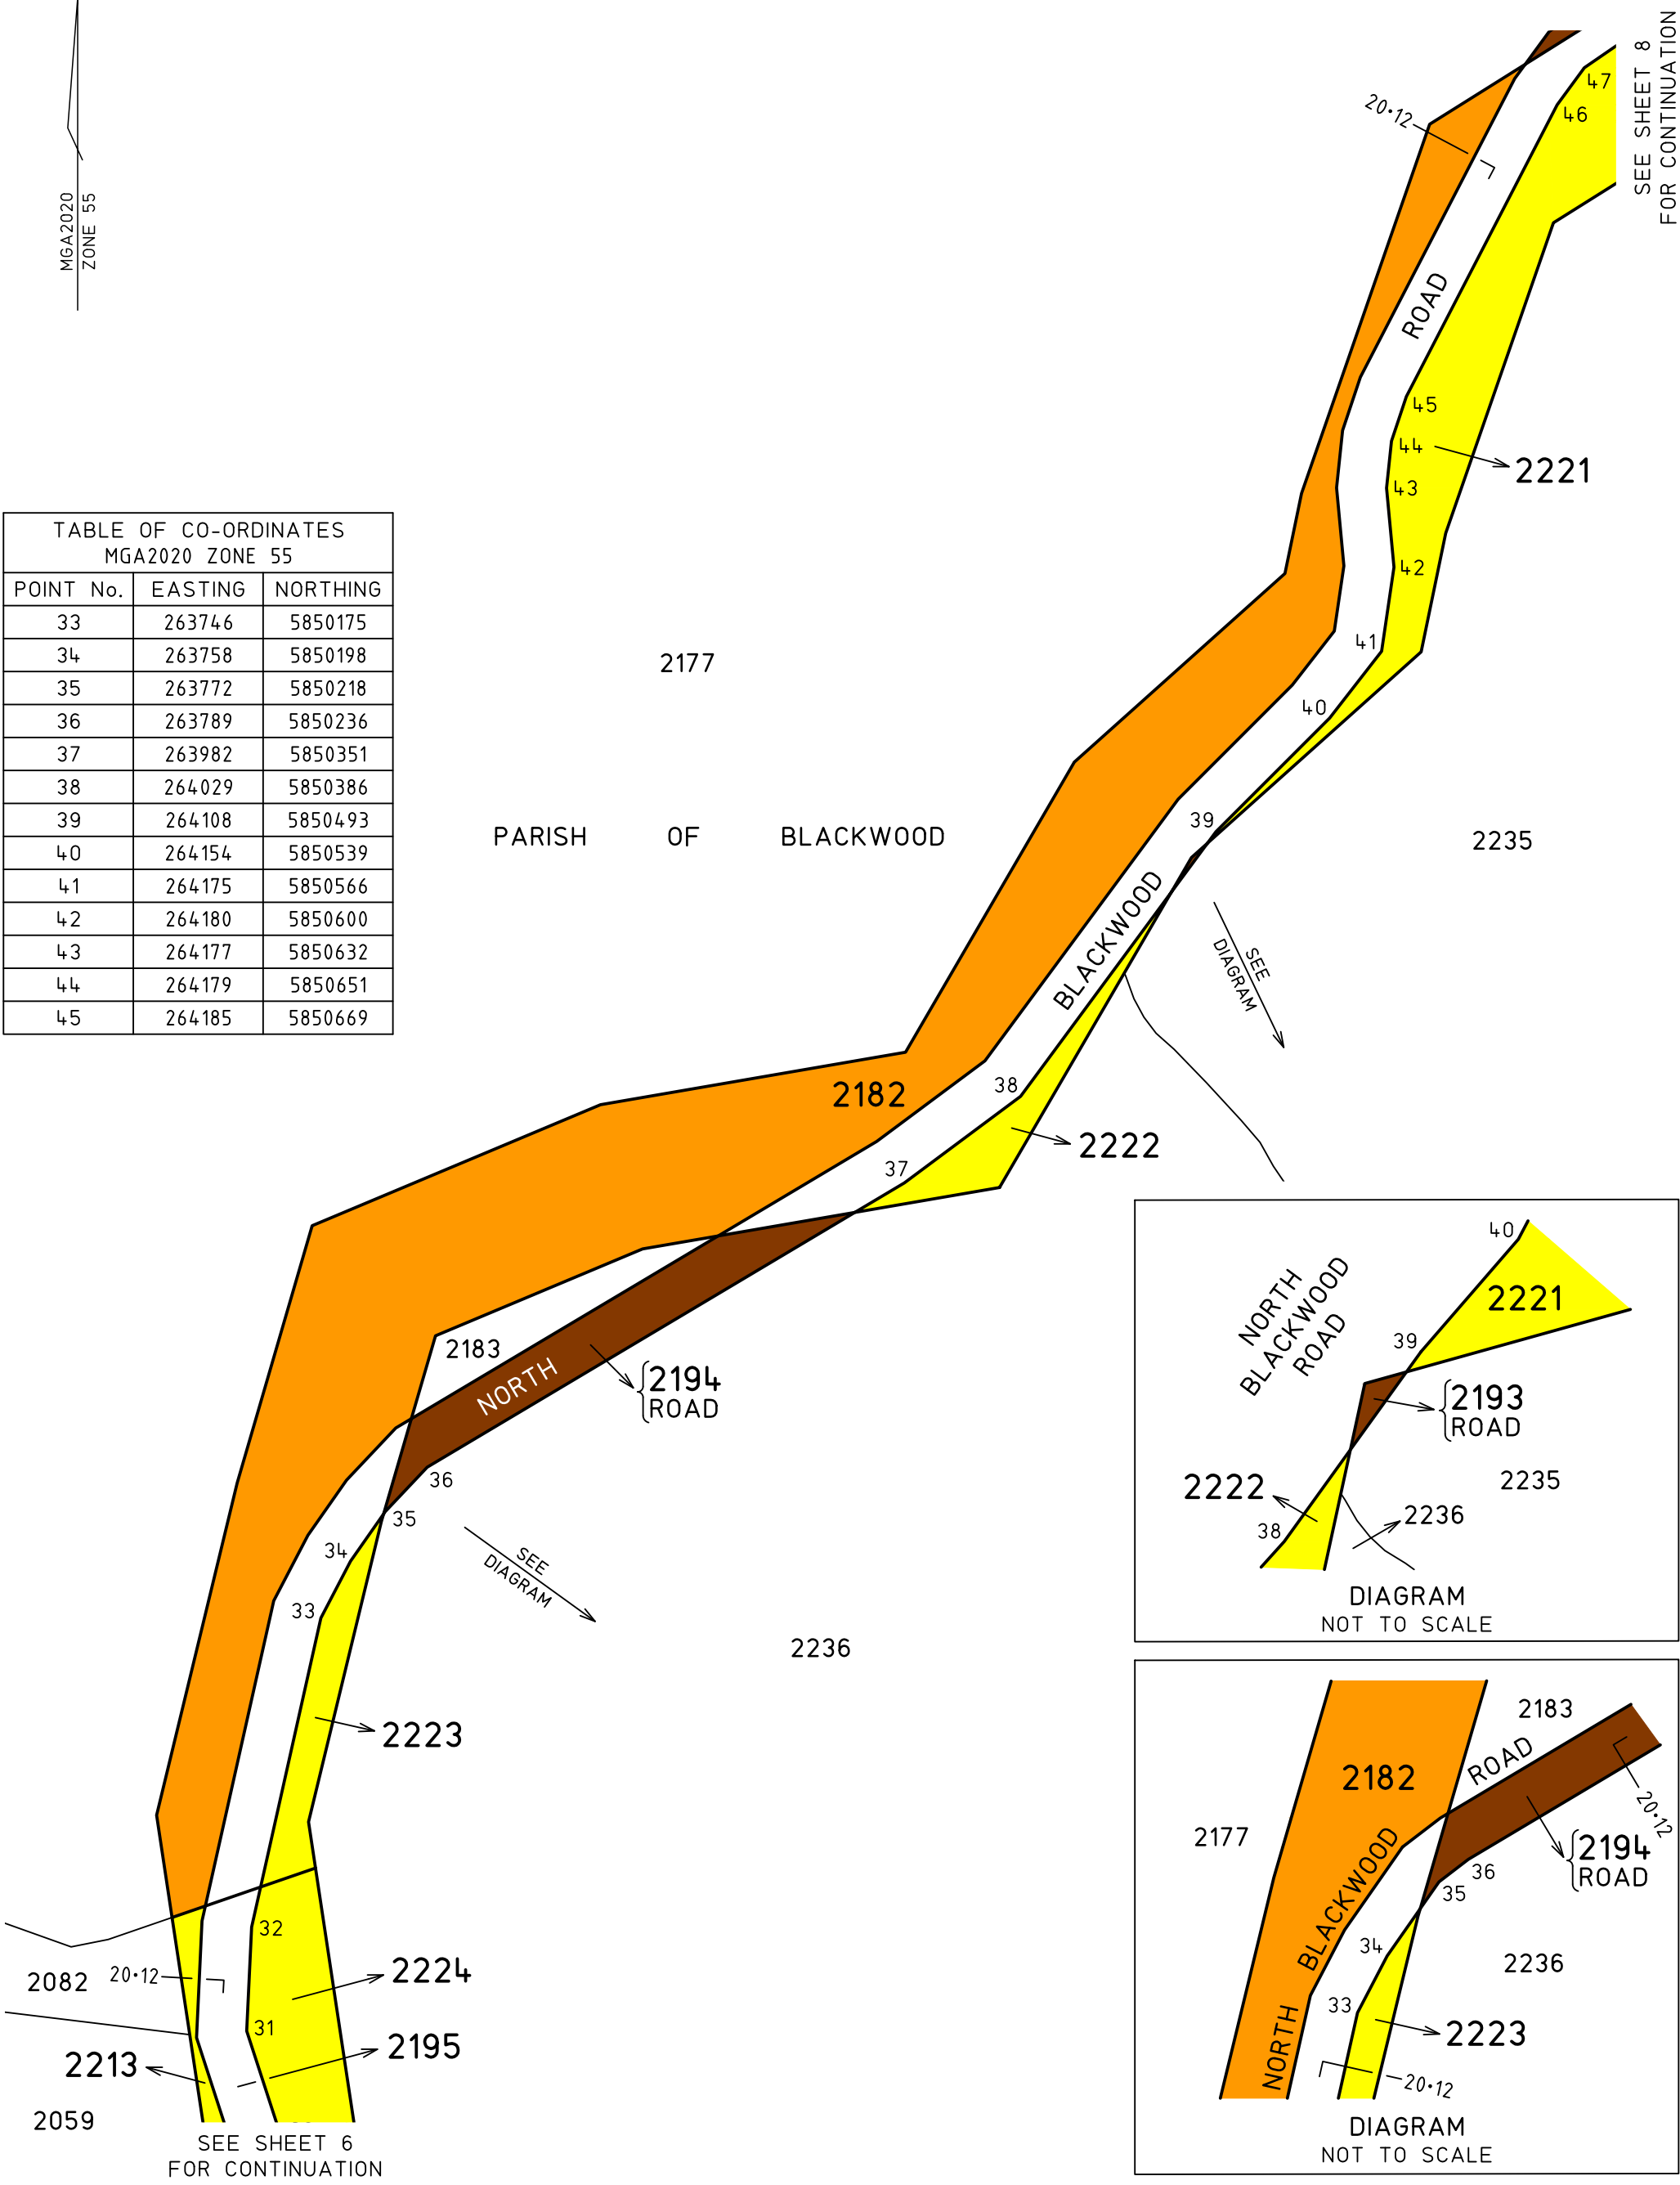 MGA2020
ZONE 55
SEE SHEET 8
FOR CONTINUATION
47
46
20·12
ROAD
45
44
2221
43
42
41
40
39
TABLE OF CO-ORDINATES
MGA2020 ZONE 55
POINT No. EASTING NORTHING
33 263746 5850175
34 263758 5850198
35 263772 5850218
36 263789 5850236
37 263982 5850351
38 264029 5850386
39 264108 5850493
40 264154 5850539
41 264175 5850566
42 264180 5850600
43 264177 5850632
44 264179 5850651
45 264185 5850669
2177
PARISH OF BLACKWOOD
2235
BLACKWOOD
SEE
DIAGRAM
2182
38
2222
37
2183
NORTH
2194
ROAD
36
35
34
33
SEE
DIAGRAM
2236
2223
32
2224
2082
20·12
31
2195
2213
2059
SEE SHEET 6
FOR CONTINUATION
40
NORTH
BLACKWOOD
ROAD
2221
39
2193
ROAD
2235
2222
2236
38
DIAGRAM
NOT TO SCALE
2183
ROAD
2182
20·12
2177
BLACKWOOD
2194
ROAD
36
35
34
2236
33
NORTH
2223
20·12
DIAGRAM
NOT TO SCALE